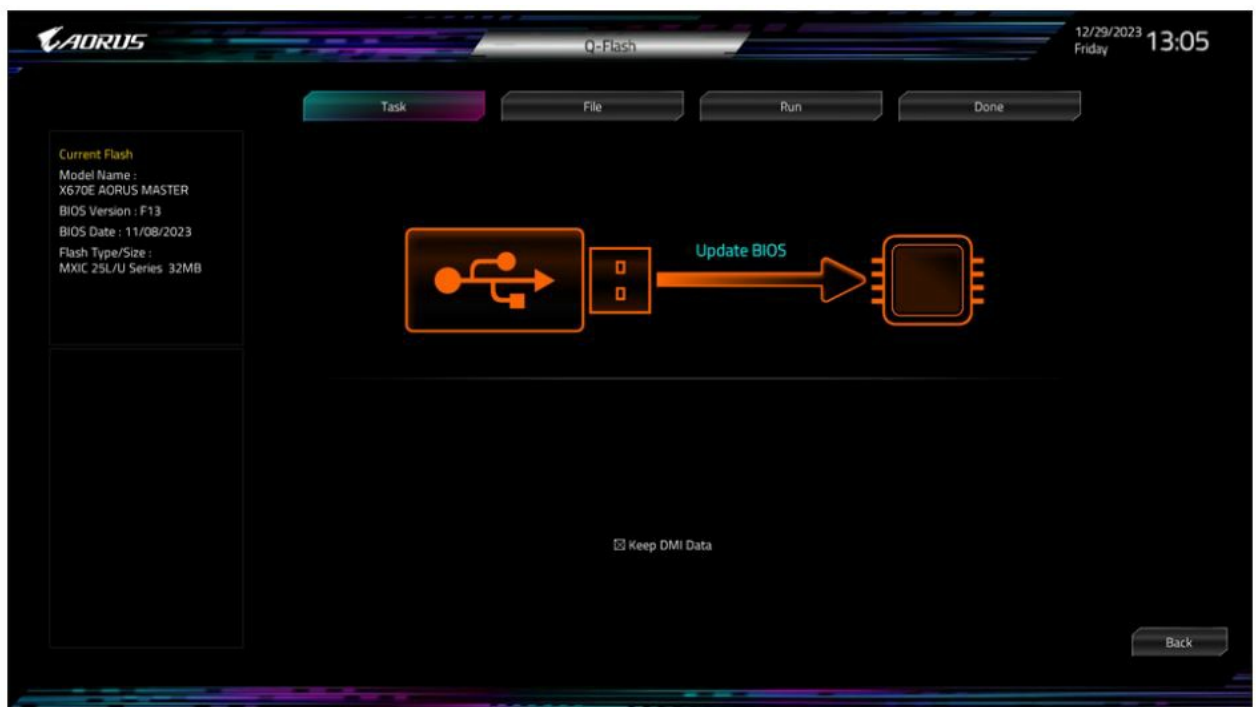 AORUS
Q-Flash
12/29/2023
Friday
13:05
Task
File
Run
Done
Current Flash
Model Name :
X670E AORUS MASTER
BIOS Version : F13
BIOS Date : 11/08/2023
Flash Type/Size :
MXIC 25L/U Series 32MB
Update BIOS
Keep DMI Data
Back